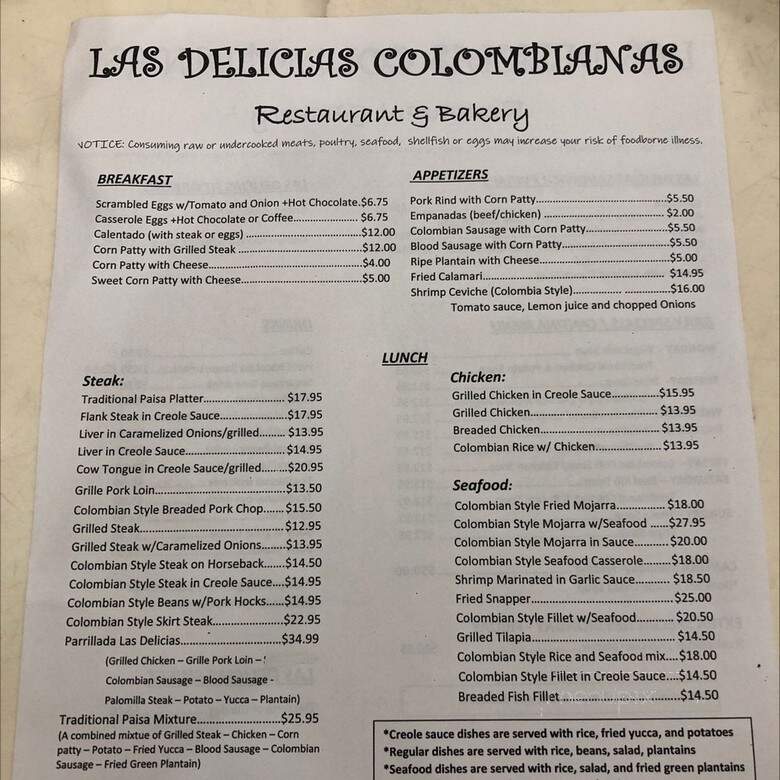 LAS DELICIAS COLOMBIANAS
Restaurant & Bakery
NOTICE: Consuming raw or undercooked meats, poultry, seafood, shellfish or eggs may increase your risk of foodborne illness.
BREAKFAST
Scrambled Eggs w/Tomato and Onion +Hot Chocolate.$6.75
Casserole Eggs +Hot Chocolate or Coffee...................... $6.75
Calentado (with steak or eggs) ......................................$12.00
Corn Patty with Grilled Steak .........................................$12.00
Corn Patty with Cheese..................................................$4.00
Sweet Corn Patty with Cheese.......................................$5.00
APPETIZERS
Pork Rind with Corn Patty...........................................$5.50
Empanadas (beef/chicken) .........................................$2.00
Colombian Sausage with Corn Patty...........................$5.50
Blood Sausage with Corn Patty...................................$5.50
Ripe Plantain with Cheese..........................................$5.00
Fried Calamari............................................................ $14.95
Shrimp Ceviche (Colombia Style)................................$16.00
Tomato sauce, Lemon juice and chopped Onions
LUNCH
Steak:
Traditional Paisa Platter............................ $17.95
Flank Steak in Creole Sauce.......................$17.95
Liver in Caramelized Onions/grilled......... $13.95
Liver in Creole Sauce..................................$14.95
Cow Tongue in Creole Sauce/grilled.........$20.95
Grille Pork Loin............................................$13.50
Colombian Style Breaded Pork Chop.......$15.50
Grilled Steak................................................$12.95
Grilled Steak w/Caramelized Onions........$13.95
Colombian Style Steak on Horseback.......$14.50
Colombian Style Steak in Creole Sauce....$14.95
Colombian Style Beans w/Pork Hocks......$14.95
Colombian Style Skirt Steak......................$22.95
Parrillada Las Delicias.................................$34.99
(Grilled Chicken – Grille Pork Loin –
Colombian Sausage – Blood Sausage -
Palomilla Steak – Potato – Yucca – Plantain)
Traditional Paisa Mixture...........................$25.95
(A combined mixtue of Grilled Steak – Chicken – Corn
patty – Potato – Fried Yucca – Blood Sausage – Colombian
Sausage – Fried Green Plantain)
Chicken:
Grilled Chicken in Creole Sauce.............$15.95
Grilled Chicken........................................... $13.95
Breaded Chicken........................................ $13.95
Colombian Rice w/ Chicken......................$13.95
Seafood:
Colombian Style Fried Mojarra................ $18.00
Colombian Style Mojarra w/Seafood ......$27.95
Colombian Style Mojarra in Sauce...........$20.00
Colombian Style Seafood Casserole.........$18.00
Shrimp Marinated in Garlic Sauce........... $18.50
Fried Snapper................................................$25.00
Colombian Style Fillet w/Seafood............ $20.50
Grilled Tilapia................................................ $14.50
Colombian Style Rice and Seafood mix....$18.00
Colombian Style Fillet in Creole Sauce....$14.50
Breaded Fish Fillet.......................................$14.50
*Creole sauce dishes are served with rice, fried yucca, and potatoes
*Regular dishes are served with rice, beans, salad, plantains
*Seafood dishes are served with rice, salad, and fried green plantains